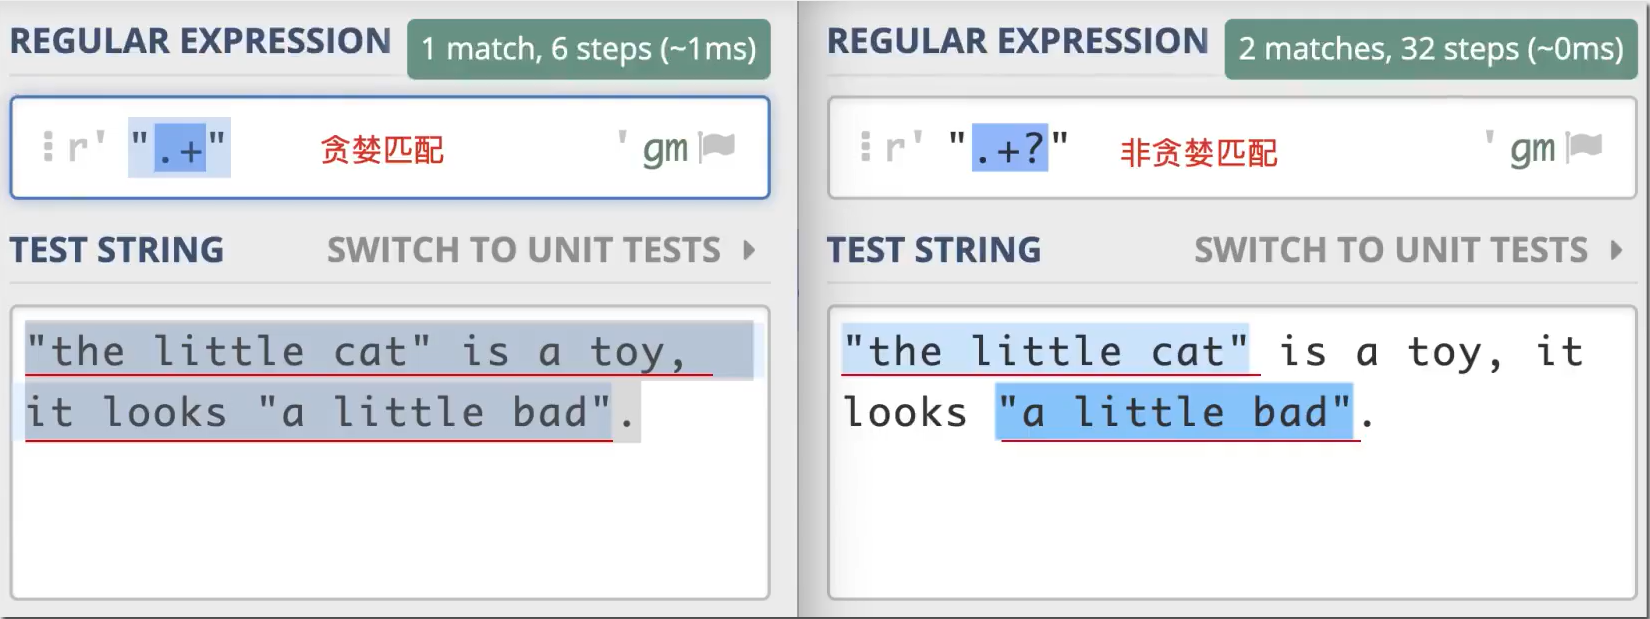 REGULAR EXPRESSION
1 match, 6 steps (~1ms)
r' ".+" 贪婪匹配 ' gm
TEST STRING
SWITCH TO UNIT TESTS
"the little cat" is a toy,
it looks "a little bad".
REGULAR EXPRESSION
2 matches, 32 steps (~0ms)
r' ".+?" 非贪婪匹配 ' gm
TEST STRING
SWITCH TO UNIT TESTS
"the little cat" is a toy, it
looks "a little bad".